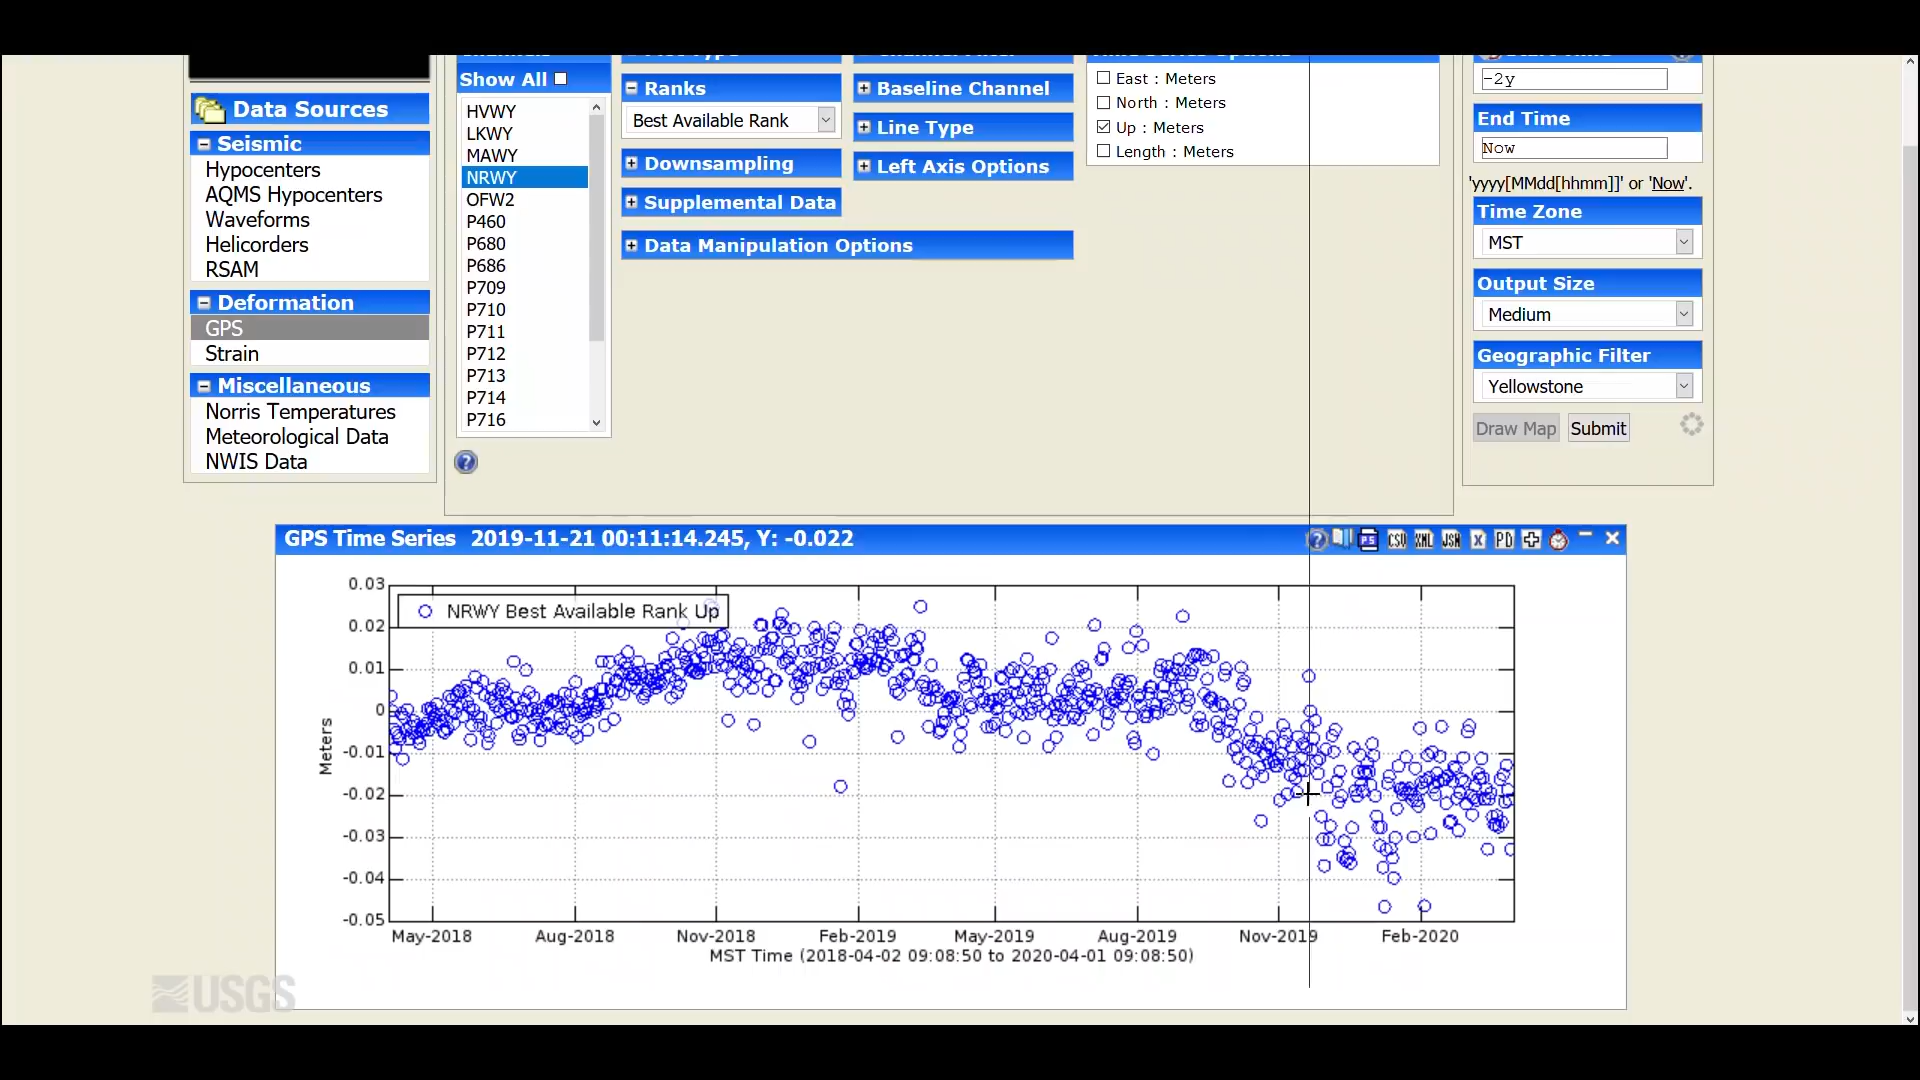 Show All
Data Sources
Seismic
Hypocenters
AQMS Hypocenters
Waveforms
Helicorders
RSAM
Deformation
GPS
Strain
Miscellaneous
Norris Temperatures
Meteorological Data
NWIS Data
HVWY
LKWY
MAWY
NRWY
OFW2
P460
P680
P686
P709
P710
P711
P712
P713
P714
P716
Ranks
Best Available Rank
Downsampling
Supplemental Data
Data Manipulation Options
Baseline Channel
Line Type
Left Axis Options
East : Meters
North : Meters
Up : Meters
Length : Meters
-2y
End Time
Now
'yyyy[MMdd[hhmm]]' or 'Now'.
Time Zone
MST
Output Size
Medium
Geographic Filter
Yellowstone
Draw Map Submit
GPS Time Series 2019-11-21 00:11:14.245, Y: -0.022
CSV XML JSN X PD
NRWY Best Available Rank Up
0.03
0.02
0.01
0
-0.01
-0.02
-0.03
-0.04
-0.05
Meters
May-2018 Aug-2018 Nov-2018 Feb-2019 May-2019 Aug-2019 Nov-2019 Feb-2020
MST Time (2018-04-02 09:08:50 to 2020-04-01 09:08:50)
USGS